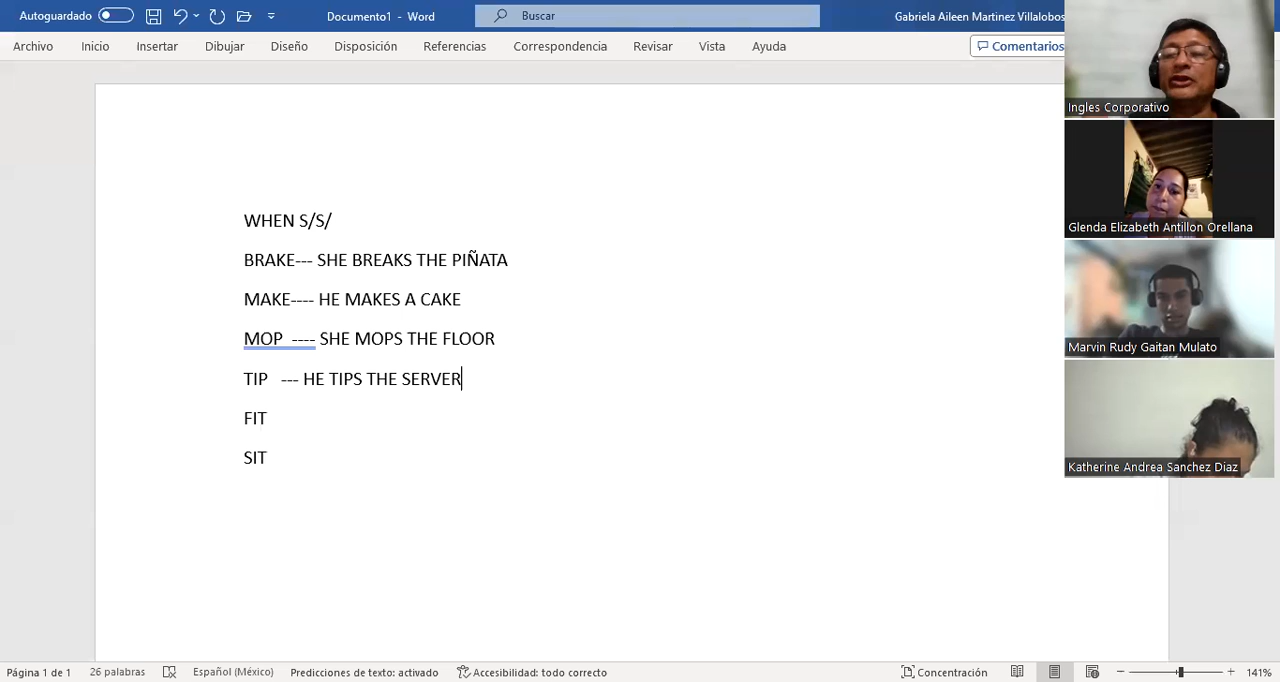 Autoguardado
Documento1 - Word
Buscar
Gabriela Aileen Martinez Villalobos
Archivo Inicio Insertar Dibujar Diseño Disposición Referencias Correspondencia Revisar Vista Ayuda
Comentarios
WHEN S/S/
BRAKE--- SHE BREAKS THE PIÑATA
MAKE---- HE MAKES A CAKE
MOP ---- SHE MOPS THE FLOOR
TIP --- HE TIPS THE SERVER
FIT
SIT
Ingles Corporativo
Glenda Elizabeth Antillon Orellana
Marvin Rudy Gaitan Mulato
Katherine Andrea Sanchez Diaz
Página 1 de 1 26 palabras Español (México) Predicciones de texto: activado Accesibilidad: todo correcto Concentración 141%